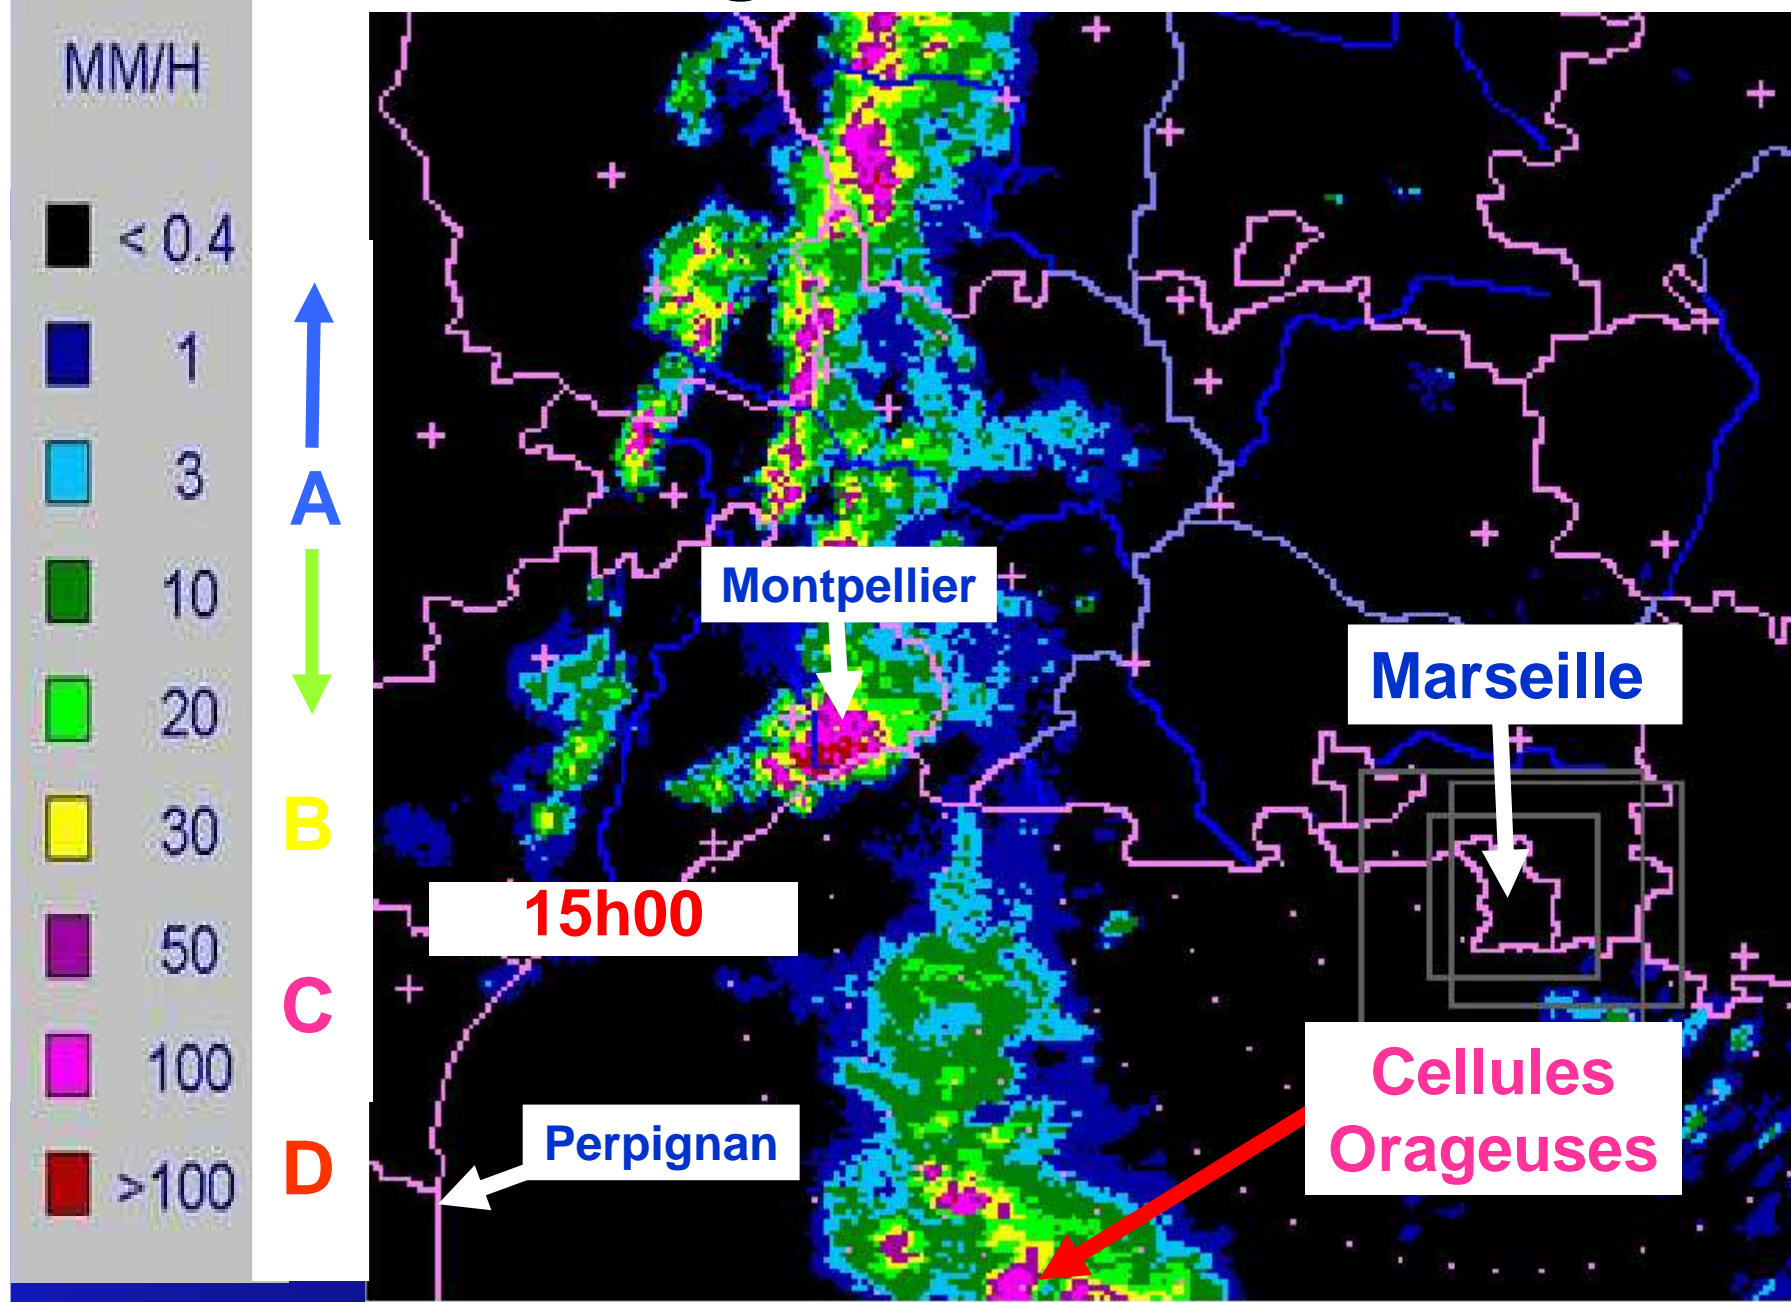 MM/H
< 0.4
1
3
10
20
30
50
100
>100
A
B
C
D
Montpellier
Marseille
15h00
Perpignan
Cellules
Orageuses